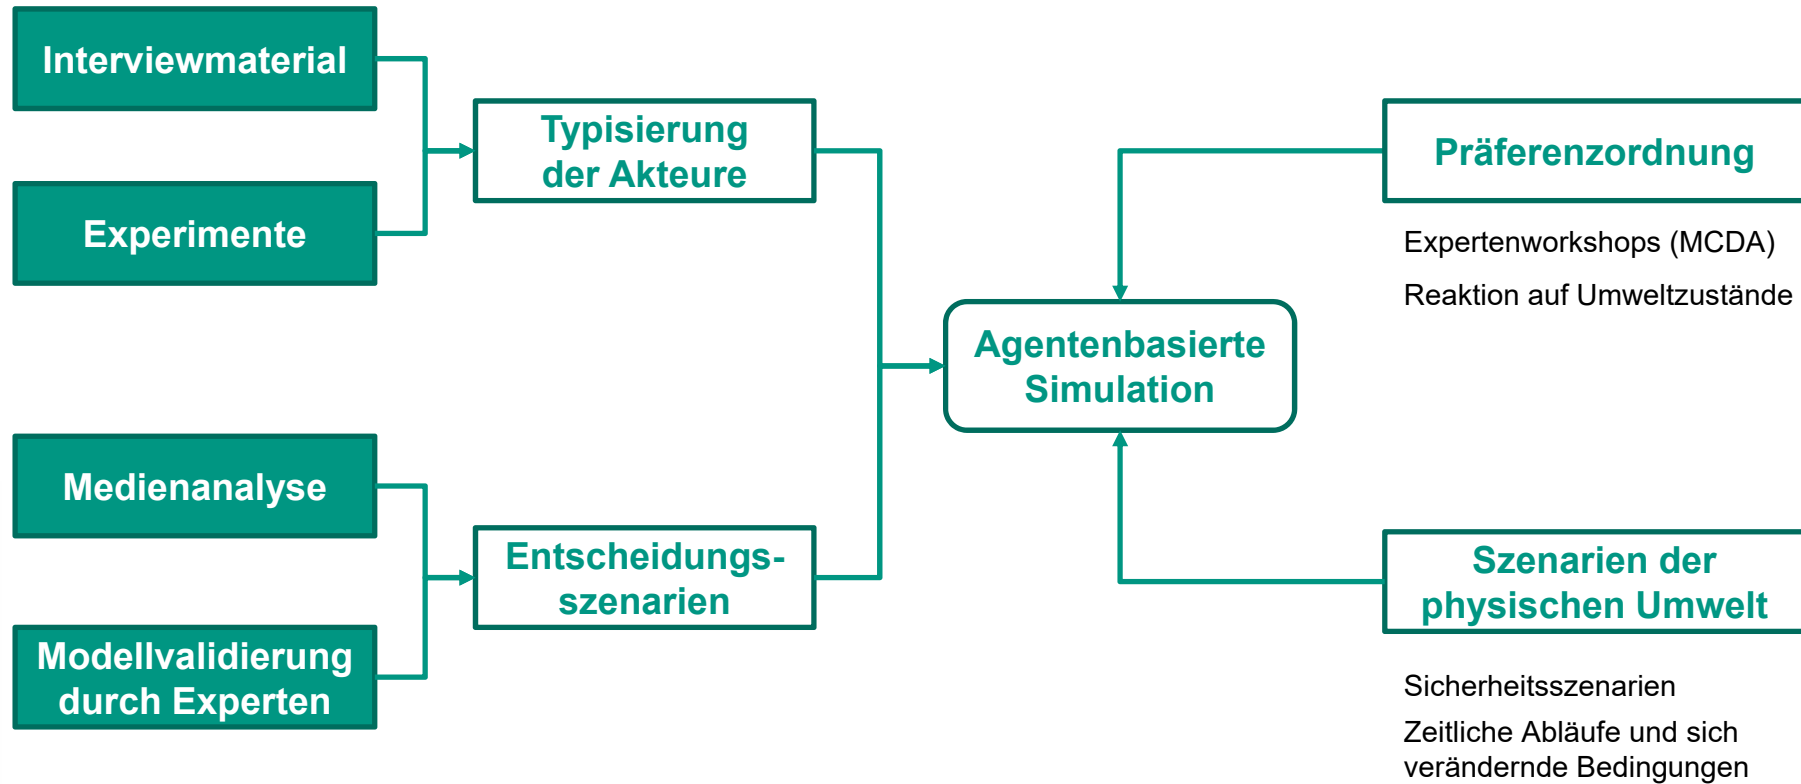 Interviewmaterial
Experimente
Typisierung
der Akteure
Medienanalyse
Modellvalidierung
durch Experten
Entscheidungs-
szenarien
Agentenbasierte
Simulation
Präferenzordnung
Expertenworkshops (MCDA)
Reaktion auf Umweltzustände
Szenarien der
physischen Umwelt
Sicherheitsszenarien
Zeitliche Abläufe und sich
verändernde Bedingungen